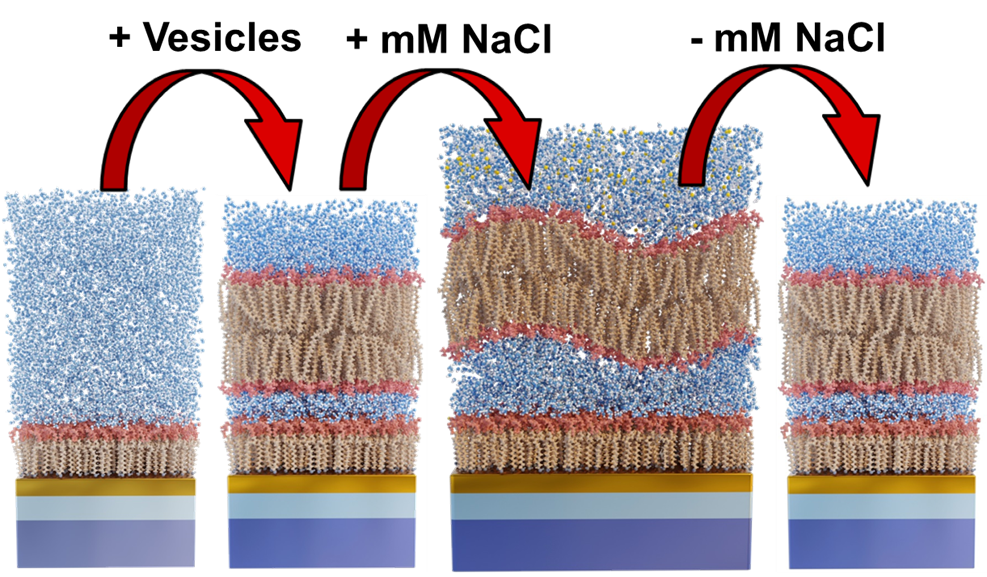 + Vesicles
+ mM NaCl
- mM NaCl